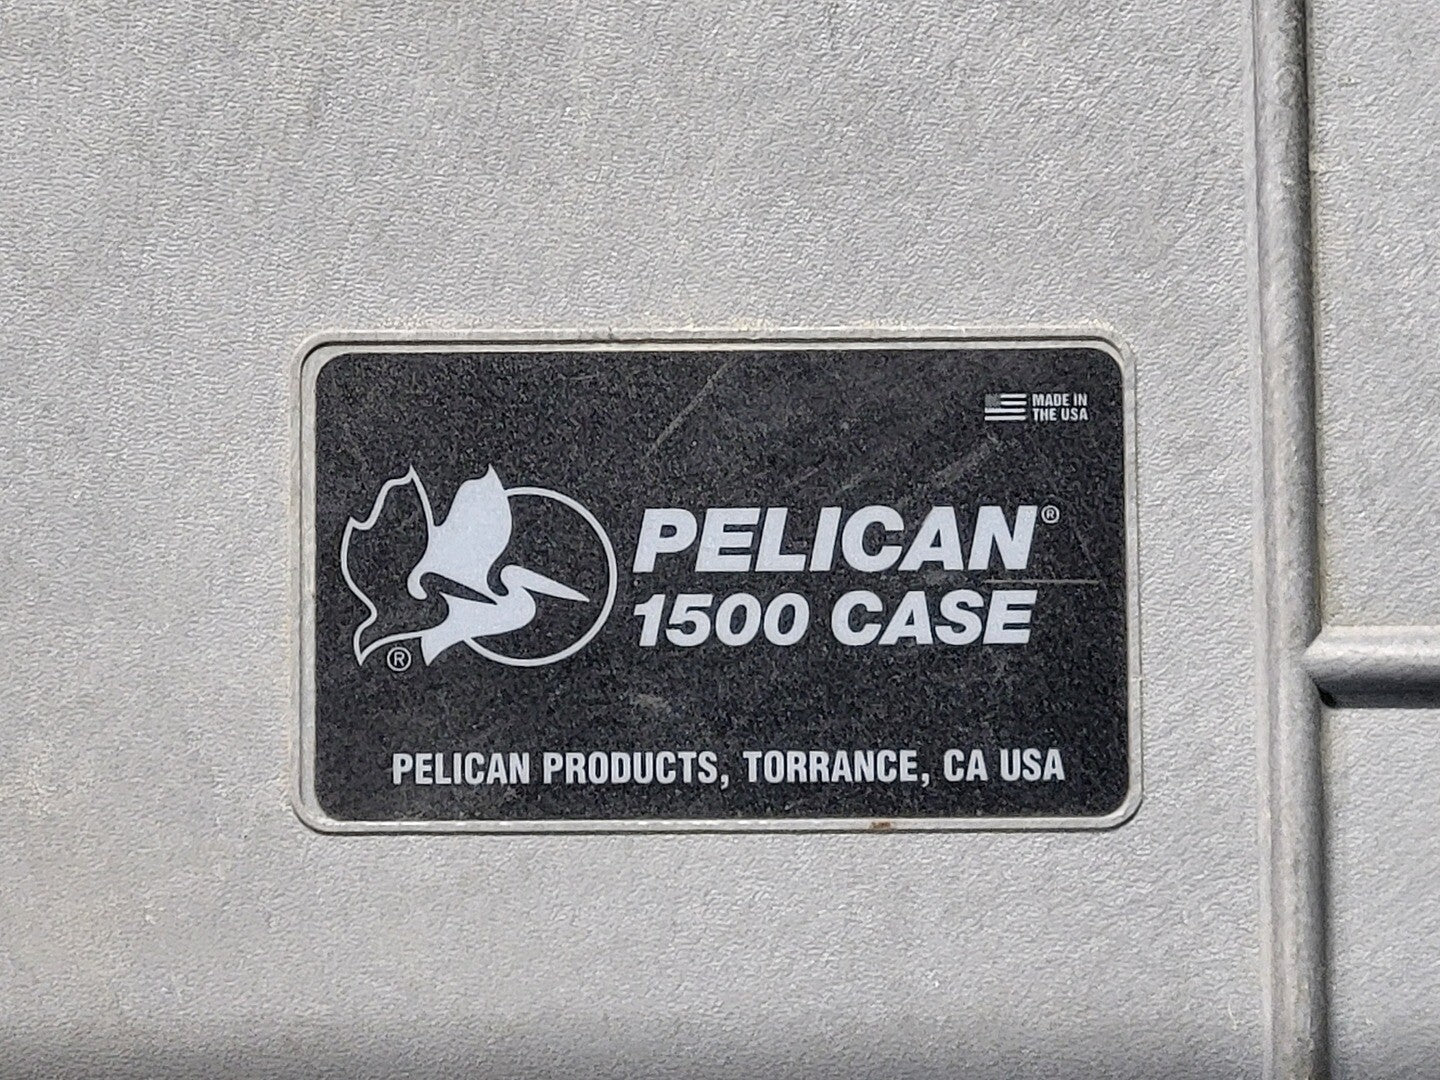 MADE IN
THE USA
PELICAN®
1500 CASE
®
PELICAN PRODUCTS, TORRANCE, CA USA